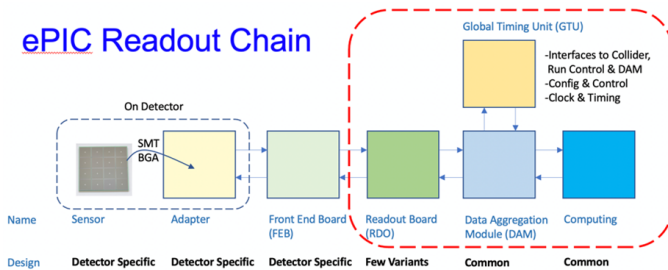 ePIC Readout Chain
Global Timing Unit (GTU)
-Interfaces to Collider,
Run Control & DAM
-Config & Control
-Clock & Timing
On Detector
SMT
BGA
Name Sensor Adapter Front End Board (FEB) Readout Board (RDO) Data Aggregation Module (DAM) Computing
Design Detector Specific Detector Specific Detector Specific Few Variants Common Common